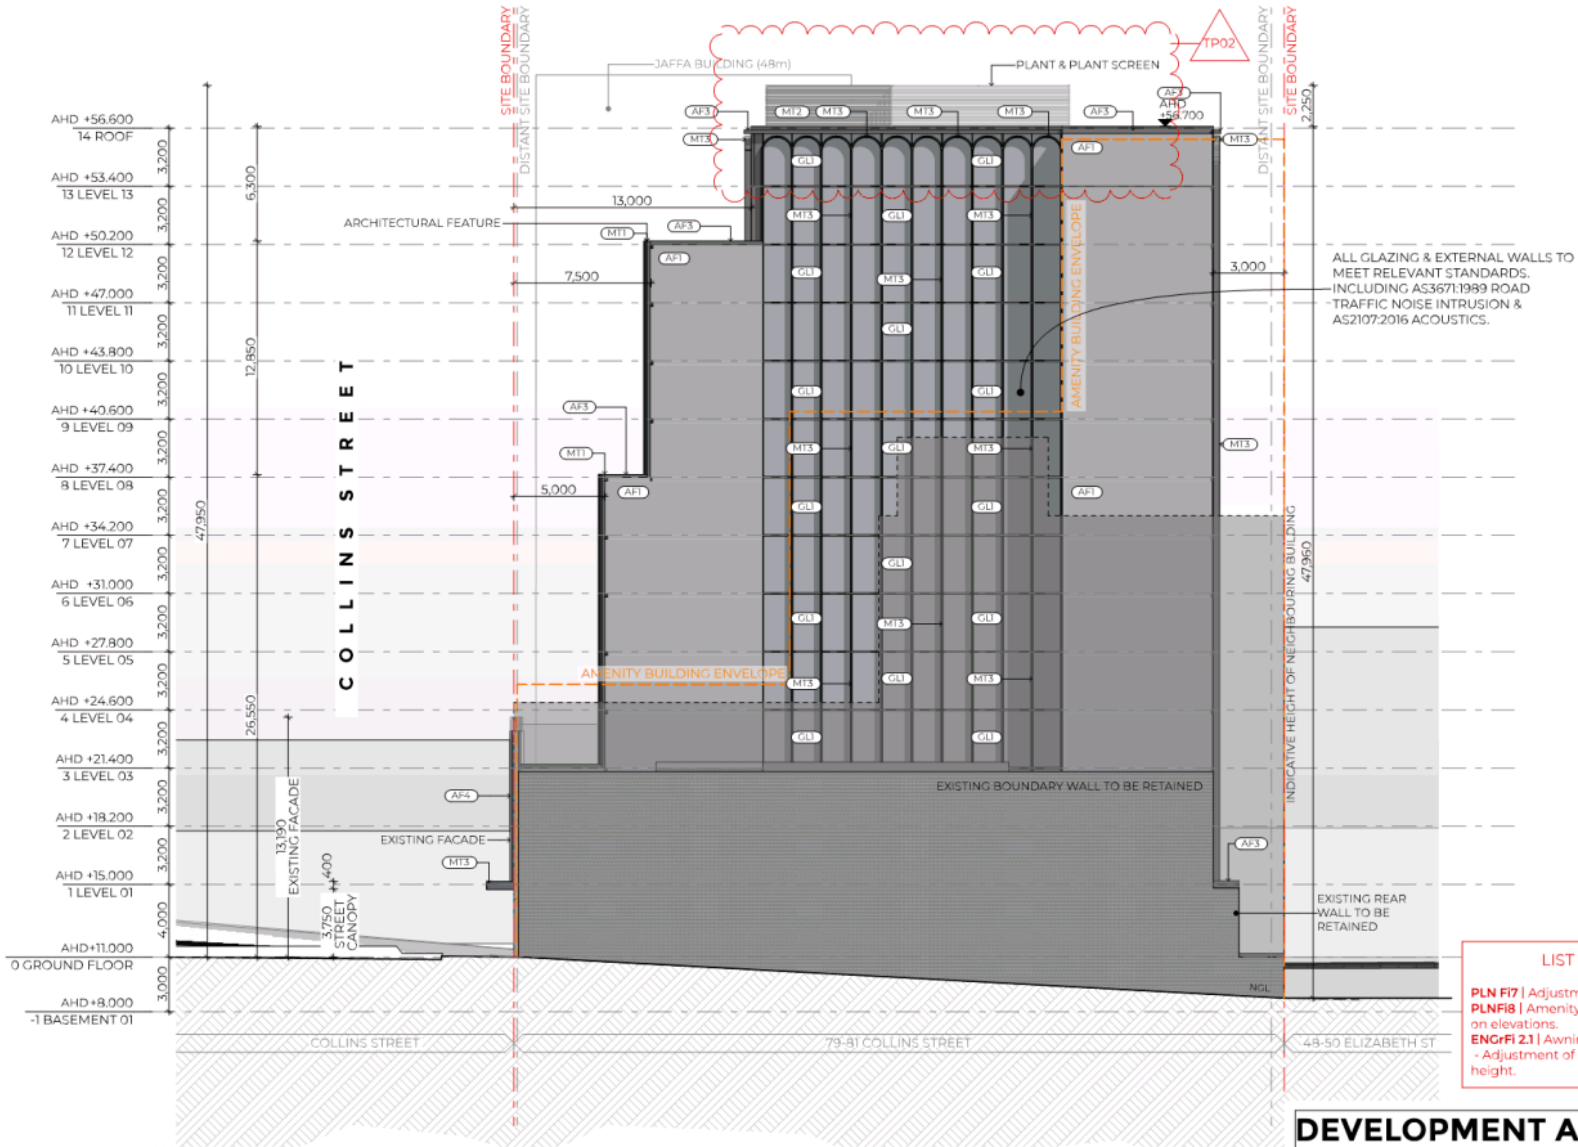 SITE BOUNDARY
DISTANT SITE BOUNDARY
DISTANT SITE BOUNDARY
SITE BOUNDARY
TP02
JAFFA BUILDING (48m)
PLANT & PLANT SCREEN
AF3
MT2
MT3
MT3
MT3
AF3
AF3
AHD
+56.700
2,250
AHD +56.600
14 ROOF
MT3
MT3
AF1
GL1
GL1
3,200
6,300
AHD +53.400
13 LEVEL 13
13,000
ARCHITECTURAL FEATURE
MT1
AF3
MT3
GL1
MT3
3,200
AHD +50.200
12 LEVEL 12
AF1
7,500
GL1
GL1
MT3
3,000
AMENITY BUILDING ENVELOPE
ALL GLAZING & EXTERNAL WALLS TO
MEET RELEVANT STANDARDS.
INCLUDING AS3671:1989 ROAD
TRAFFIC NOISE INTRUSION &
AS2107:2016 ACOUSTICS.
3,200
AHD +47.000
11 LEVEL 11
GL1
3,200
12,850
AHD +43.800
10 LEVEL 10
GL1
GL1
3,200
AHD +40.600
9 LEVEL 09
AF3
MT3
GL1
MT3
MT3
3,200
MT1
AHD +37.400
8 LEVEL 08
5,000
AF1
AF1
GL1
GL1
3,200
47,950
AHD +34.200
7 LEVEL 07
GL1
3,200
47,960
INDICATIVE HEIGHT OF NEIGHBOURING BUILDING
AHD +31.000
6 LEVEL 06
GL1
MT3
GL1
3,200
COLLINS STREET
AHD +27.800
5 LEVEL 05
AMENITY BUILDING ENVELOPE
MT3
GL1
MT3
3,200
AHD +24.600
4 LEVEL 04
26,550
GL1
GL1
3,200
AHD +21.400
3 LEVEL 03
EXISTING BOUNDARY WALL TO BE RETAINED
AF4
3,200
13,190
EXISTING FACADE
AHD +18.200
2 LEVEL 02
EXISTING FACADE
MT3
AF3
3,200
400
AHD +15.000
1 LEVEL 01
3,750
STREET
CANOPY
4,000
EXISTING REAR
WALL TO BE
RETAINED
AHD+11.000
0 GROUND FLOOR
3,000
NGL
AHD+8.000
-1 BASEMENT 01
COLLINS STREET
79-81 COLLINS STREET
48-50 ELIZABETH ST
LIST
PLN Fi7 | Adjustm
PLNFi8 | Amenity
on elevations.
ENGrFi 2.1 | Awnin
- Adjustment of
height.
DEVELOPMENT A